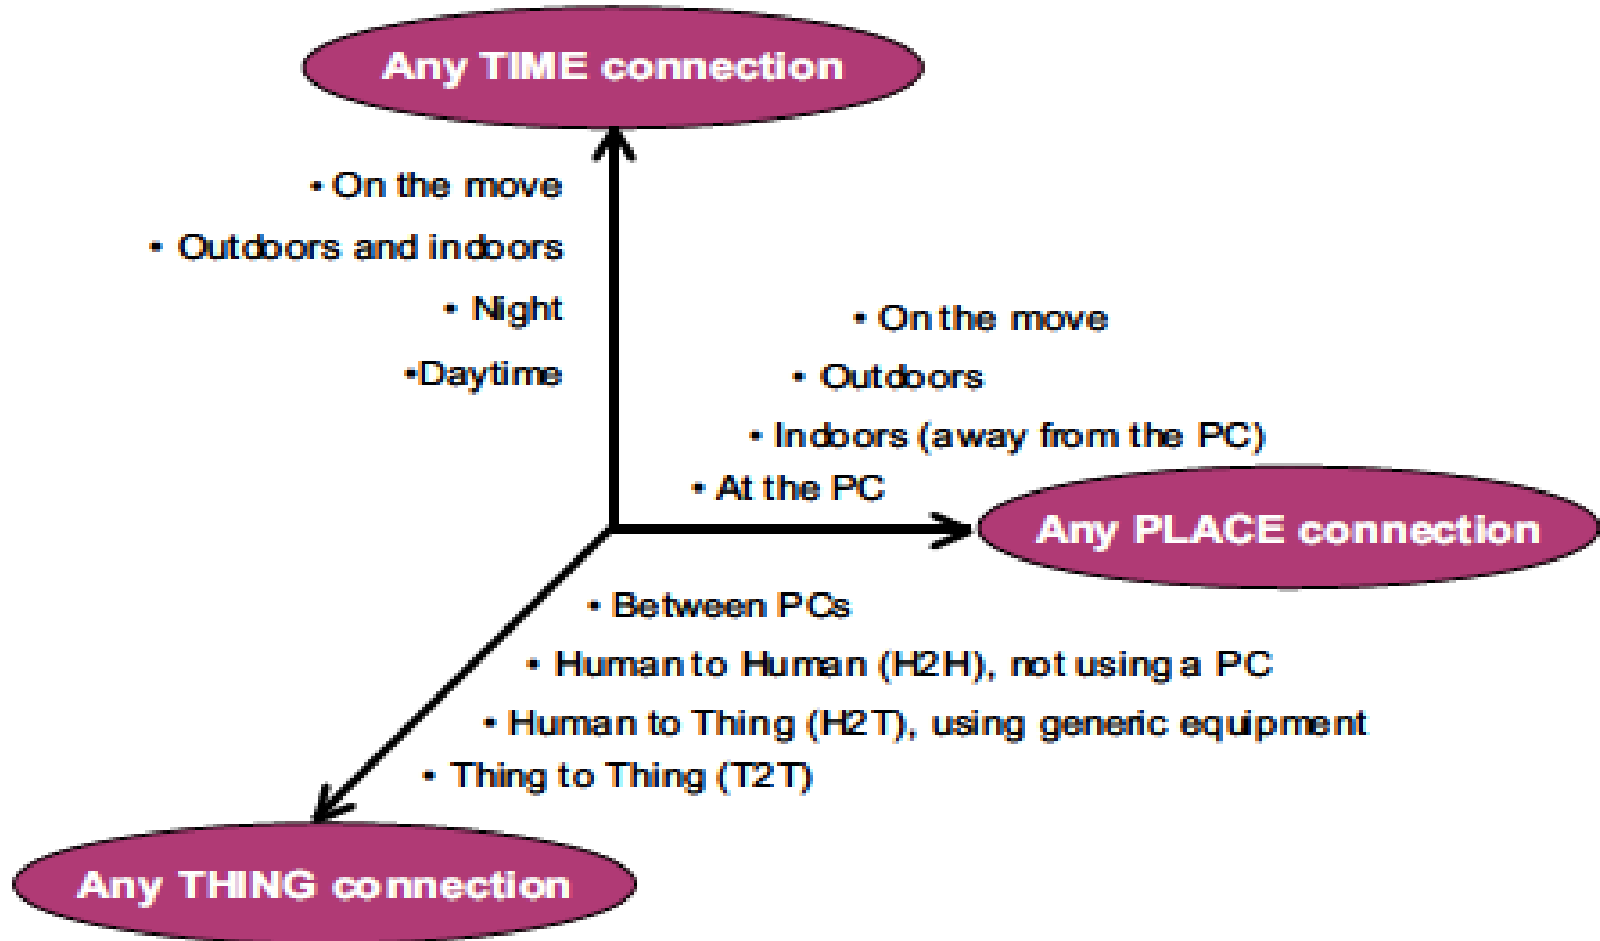 Any TIME connection
• On the move
• Outdoors and indoors
• Night
•Daytime
• On the move
• Outdoors
• Indoors (away from the PC)
• At the PC
Any PLACE connection
• Between PCs
• Human to Human (H2H), not using a PC
• Human to Thing (H2T), using generic equipment
• Thing to Thing (T2T)
Any THING connection